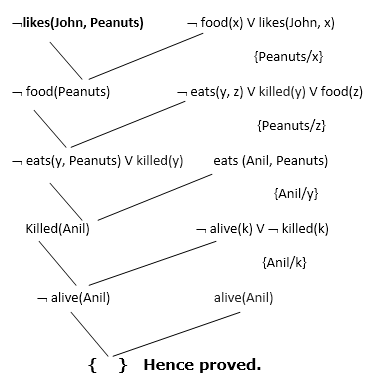 ¬likes(John, Peanuts) ¬ food(x) V likes(John, x)
{Peanuts/x}
¬ food(Peanuts) ¬ eats(y, z) V killed(y) V food(z)
{Peanuts/z}
¬ eats(y, Peanuts) V killed(y) eats (Anil, Peanuts)
{Anil/y}
Killed(Anil) ¬ alive(k) V ¬ killed(k)
{Anil/k}
¬ alive(Anil) alive(Anil)
{ } Hence proved.